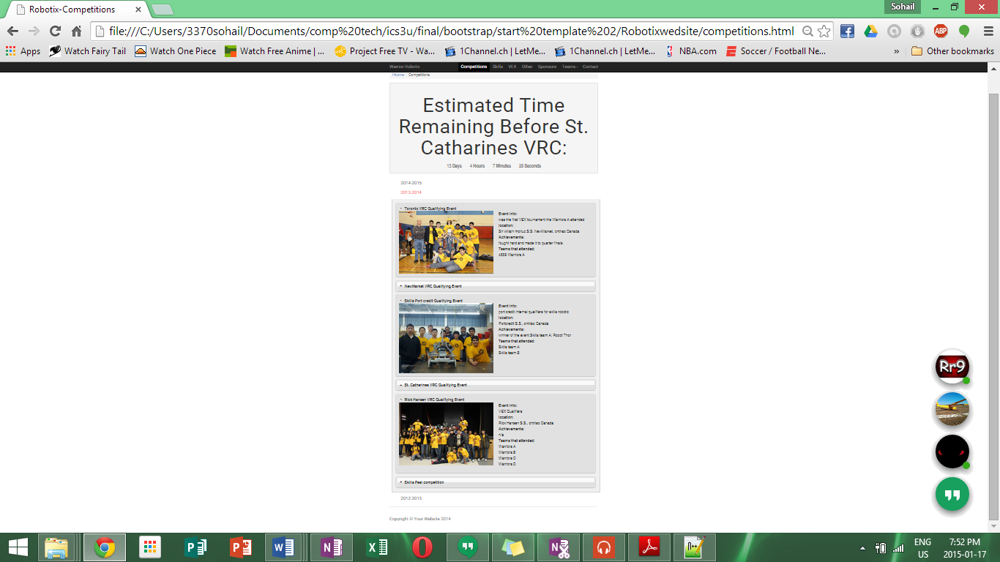 Robotix-Competitions
Sohail
file:///C:/Users/3370sohail/Documents/comp%20tech/ics3u/final/bootstrap/start%20template%202/Robotixwedsite/competitions.html
Apps Watch Fairy Tail Watch One Piece Watch Free Anime | ... Project Free TV - Wa... 1Channel.ch | LetMe... 1Channel.ch | LetMe... NBA.com Soccer / Football Ne... » Other bookmarks
Warrior Robotix Competitions Skills VEX Other Sponsors Teams Contact
Home / Competitions
Estimated Time
Remaining Before St.
Catharines VRC:
13 Days 4 Hours 7 Minutes 28 Seconds
2014-2015
2013-2014
- Toronto VRC Qualifying Event
Event Info:
was the first VEX tournament the Warriors A attended
location:
S.S. NewMarket, ontriao Canada
Achievements:
fought hard and made it to quarter finals
Teams that attended:
4659 Warriors A
+ NewMarket VRC Qualifying Event
- Skills Port credit Qualifying Event
Event Info:
port credit internal qualifiers for skills robotic
location:
Portcredit S.S., ontriao Canada
Achievements:
winner of the event Skills team A: Robot Thor
Teams that attended:
Skills team A
Skills team B
+ St. Catherines VRC Qualifying Event
- Rick Hansen VRC Qualifying Event
Event Info:
VEX Qualifiers
location:
Rick Hansen S.S., ontriao Canada
Achievements:
n/a
Teams that attended:
Warriors A
Warriors B
Warriors C
Warriors D
+ Skills Peel competition
2012-2013
Copyright © Your Website 2014
Rr9
ENG 7:52 PM
US 2015-01-17